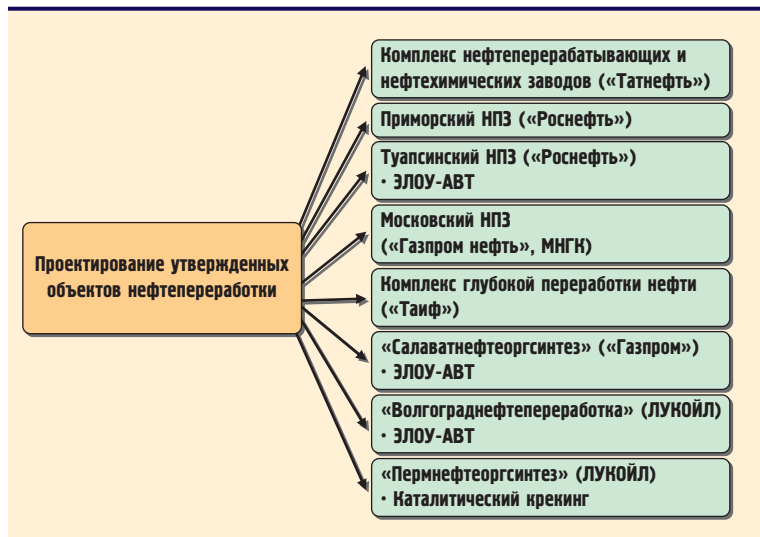 Проектирование утвержденных
объектов нефтепереработки
Комплекс нефтеперерабатывающих и
нефтехимических заводов («Татнефть»)
Приморский НПЗ («Роснефть»)
Туапсинский НПЗ («Роснефть»)
• ЭЛОУ-АВТ
Московский НПЗ
(«Газпром нефть», МНГК)
Комплекс глубокой переработки нефти
(«Таиф»)
«Салаватнефтеоргсинтез» («Газпром»)
• ЭЛОУ-АВТ
«Волгограднефтепереработка» (ЛУКОЙЛ)
• ЭЛОУ-АВТ
«Пермнефтеоргсинтез» (ЛУКОЙЛ)
• Каталитический крекинг